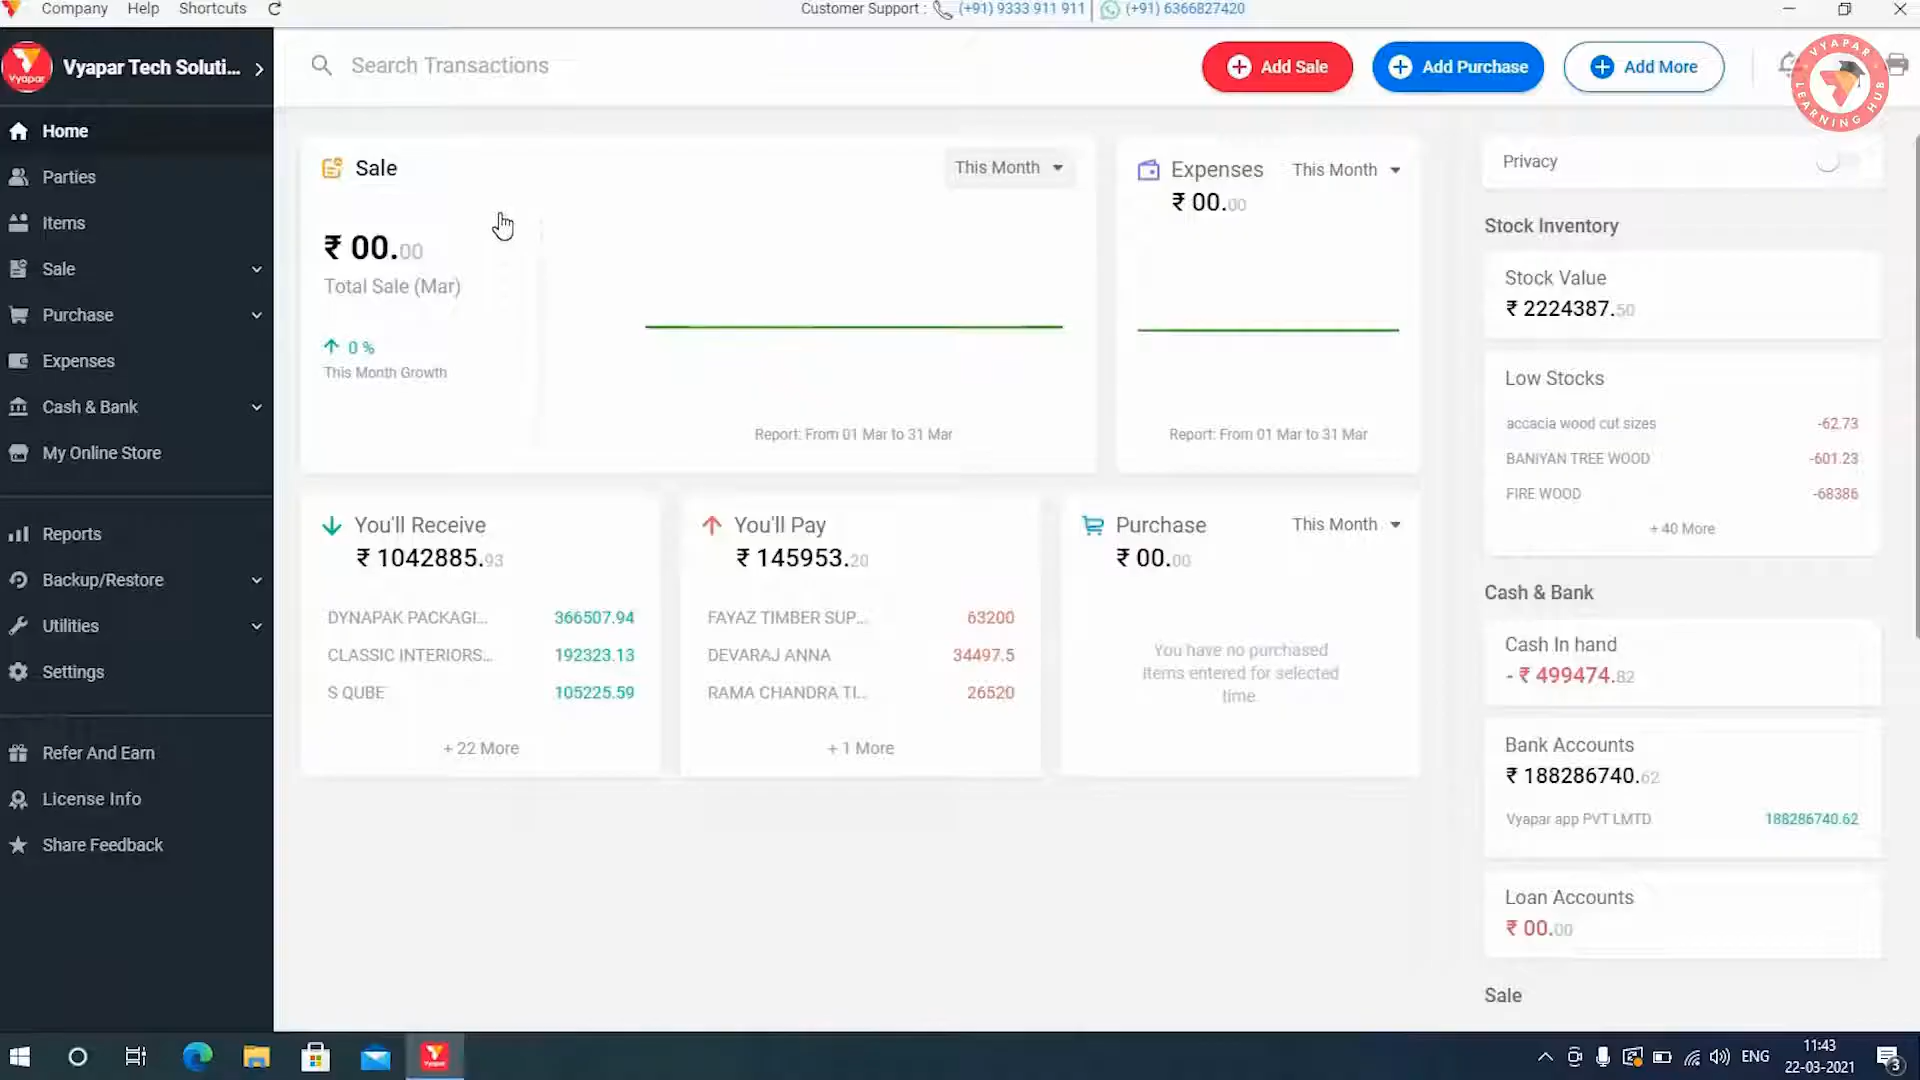 Company Help Shortcuts
Customer Support : (+91) 9333 911 911 (+91) 6366827420
Vyapar
Vyapar Tech Soluti...
Search Transactions
Add Sale
Add Purchase
Add More
VYAPAR LEARNING HUB
Home
Parties
Items
Sale
Purchase
Expenses
Cash & Bank
My Online Store
Reports
Backup/Restore
Utilities
Settings
Refer And Earn
License Info
Share Feedback
Sale
This Month
₹ 00.00
Total Sale (Mar)
0 %
This Month Growth
Report: From 01 Mar to 31 Mar
Expenses
This Month
₹ 00.00
Report: From 01 Mar to 31 Mar
You'll Receive
₹ 1042885.93
DYNAPAK PACKAGI... 366507.94
CLASSIC INTERIORS... 192323.13
S QUBE 105225.59
+ 22 More
You'll Pay
₹ 145953.20
FAYAZ TIMBER SUP... 63200
DEVARAJ ANNA 34497.5
RAMA CHANDRA TI... 26520
+ 1 More
Purchase
This Month
₹ 00.00
You have no purchased
items entered for selected
time.
Privacy
Stock Inventory
Stock Value
₹ 2224387.50
Low Stocks
accacia wood cut sizes -62.73
BANIYAN TREE WOOD -601.23
FIRE WOOD -68386
+ 40 More
Cash & Bank
Cash In hand
- ₹ 499474.82
Bank Accounts
₹ 188286740.62
Vyapar app PVT LMTD 188286740.62
Loan Accounts
₹ 00.00
Sale
Vyapar
ENG
11:43
22-03-2021
3